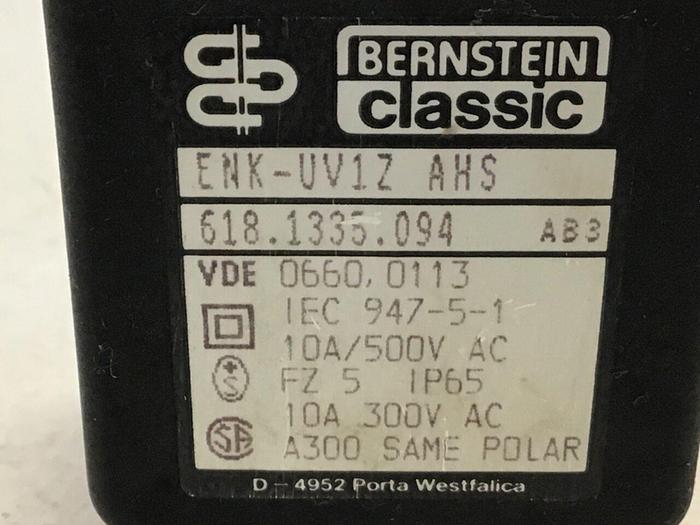 BERNSTEIN
classic
ENK-UV1Z AHS
618.1335.094 AB3
VDE 0660,0113
IEC 947-5-1
10A/500V AC
S FZ 5 IP65
10A 300V AC
SA A300 SAME POLAR
D - 4952 Porta Westfalica